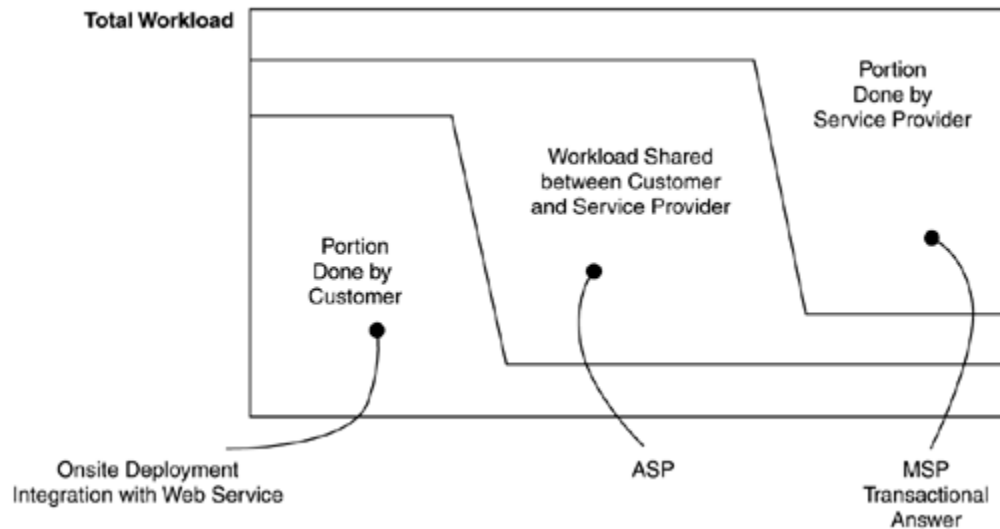 Total Workload
Portion
Done by
Service Provider
Workload Shared
between Customer
and Service Provider
Portion
Done by
Customer
Onsite Deployment
Integration with Web Service
ASP
MSP
Transactional
Answer